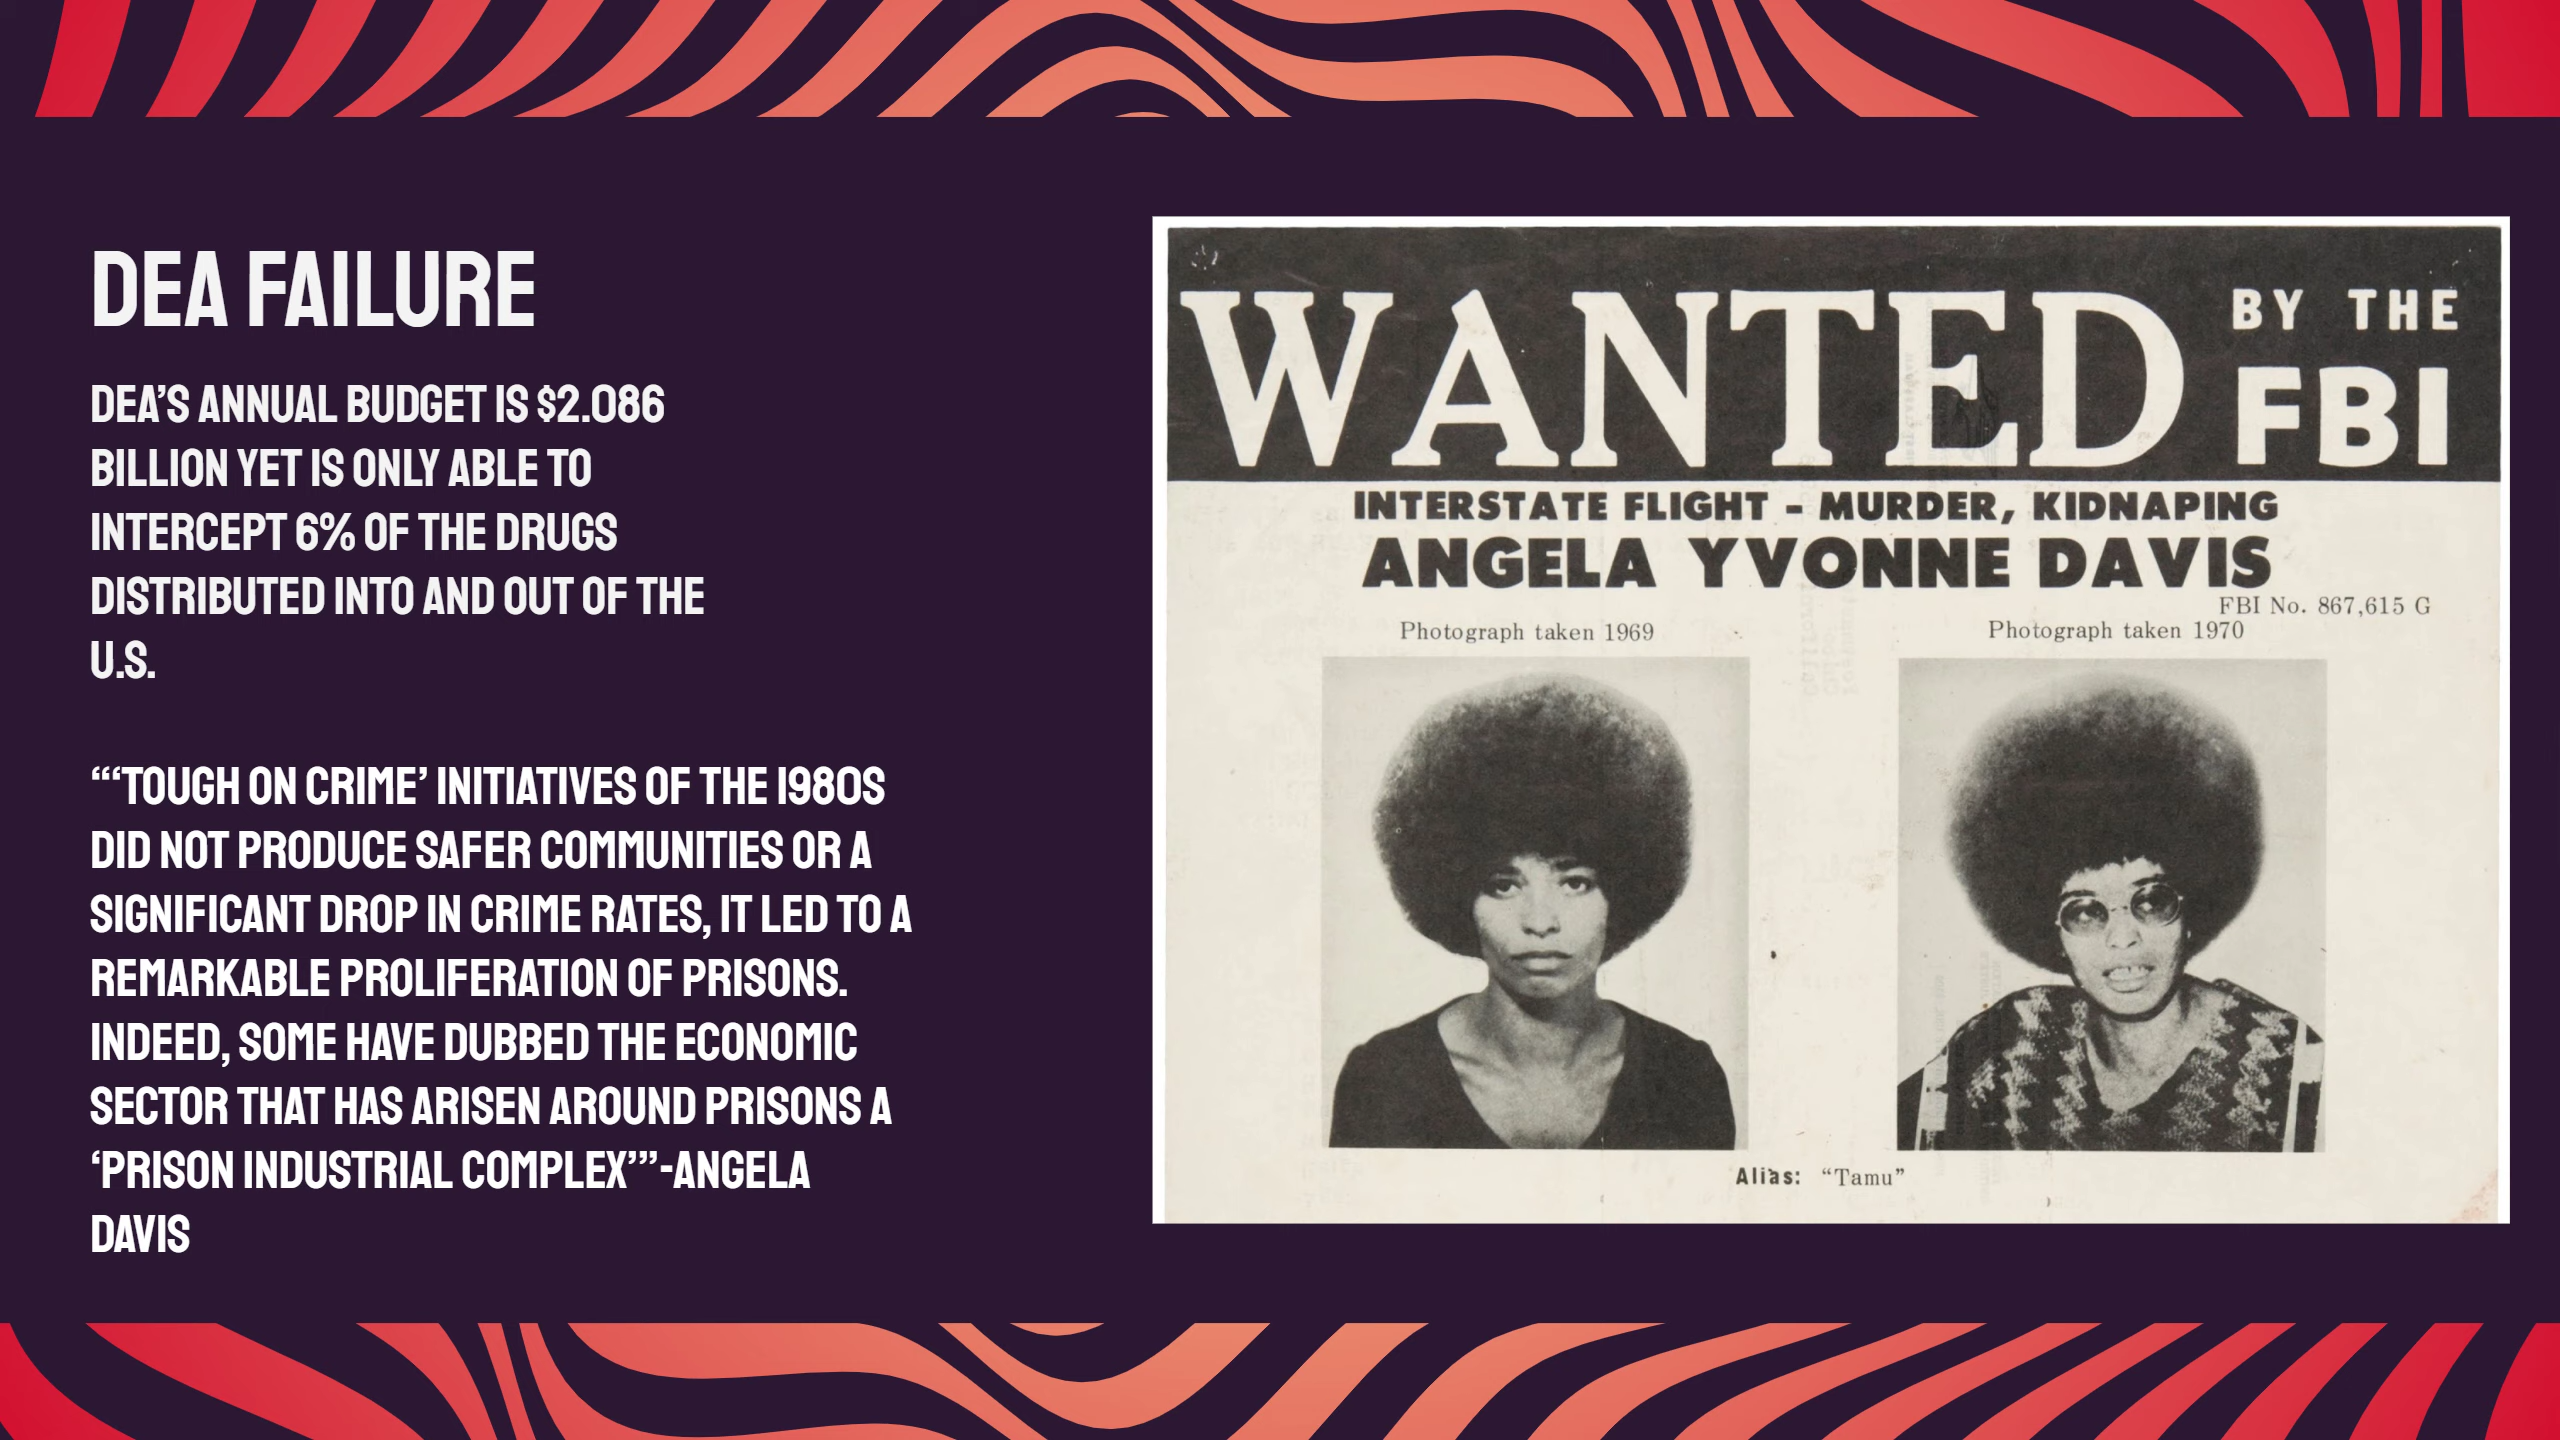 DEA FAILURE
DEA’S ANNUAL BUDGET IS $2.086
BILLION YET IS ONLY ABLE TO
INTERCEPT 6% OF THE DRUGS
DISTRIBUTED INTO AND OUT OF THE
U.S.
“‘TOUGH ON CRIME’ INITIATIVES OF THE 1980S
DID NOT PRODUCE SAFER COMMUNITIES OR A
SIGNIFICANT DROP IN CRIME RATES, IT LED TO A
REMARKABLE PROLIFERATION OF PRISONS.
INDEED, SOME HAVE DUBBED THE ECONOMIC
SECTOR THAT HAS ARISEN AROUND PRISONS A
‘PRISON INDUSTRIAL COMPLEX’”-ANGELA
DAVIS
WANTED BY THE
FBI
INTERSTATE FLIGHT - MURDER, KIDNAPING
ANGELA YVONNE DAVIS
FBI No. 867,615 G
Photograph taken 1969
Photograph taken 1970
Alias: “Tamu”